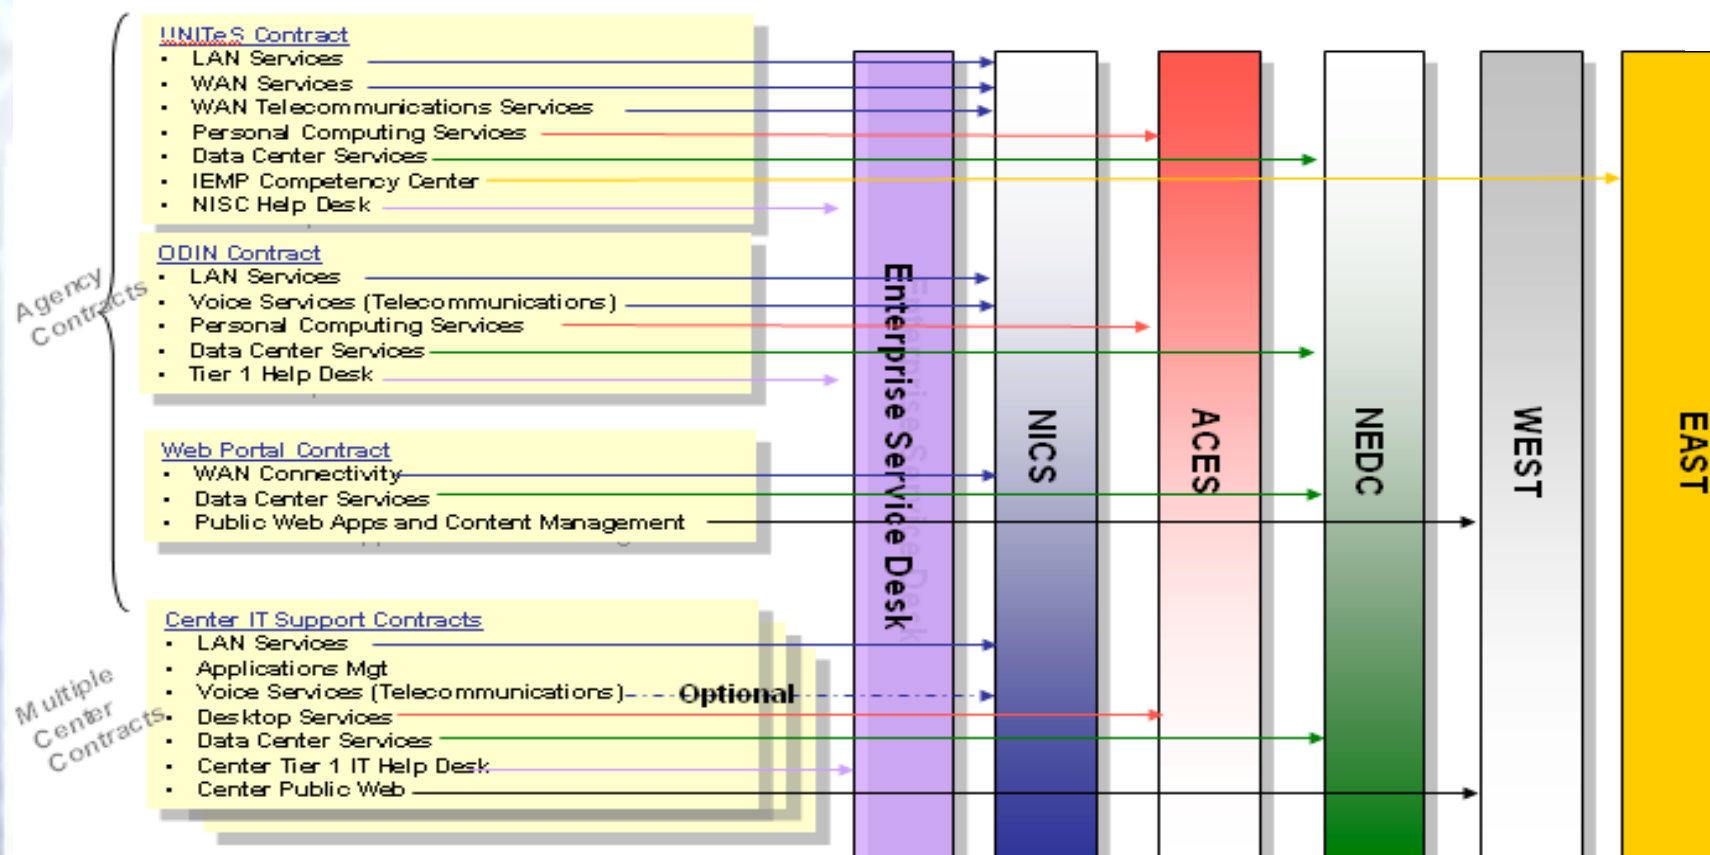 UNITeS Contract
• LAN Services
• WAN Services
• WAN Telecommunications Services
• Personal Computing Services
• Data Center Services
• IEMP Competency Center
• NISC Help Desk
ODIN Contract
• LAN Services
• Voice Services (Telecommunications)
• Personal Computing Services
• Data Center Services
• Tier 1 Help Desk
Agency
Contracts
Web Portal Contract
• WAN Connectivity
• Data Center Services
• Public Web Apps and Content Management
Center IT Support Contracts
• LAN Services
• Applications Mgt
• Voice Services (Telecommunications)
Optional
• Desktop Services
• Data Center Services
• Center Tier 1 IT Help Desk
• Center Public Web
Multiple
Center
Contracts
Enterprise Service Desk
NICS
ACES
NEDC
WEST
EAST